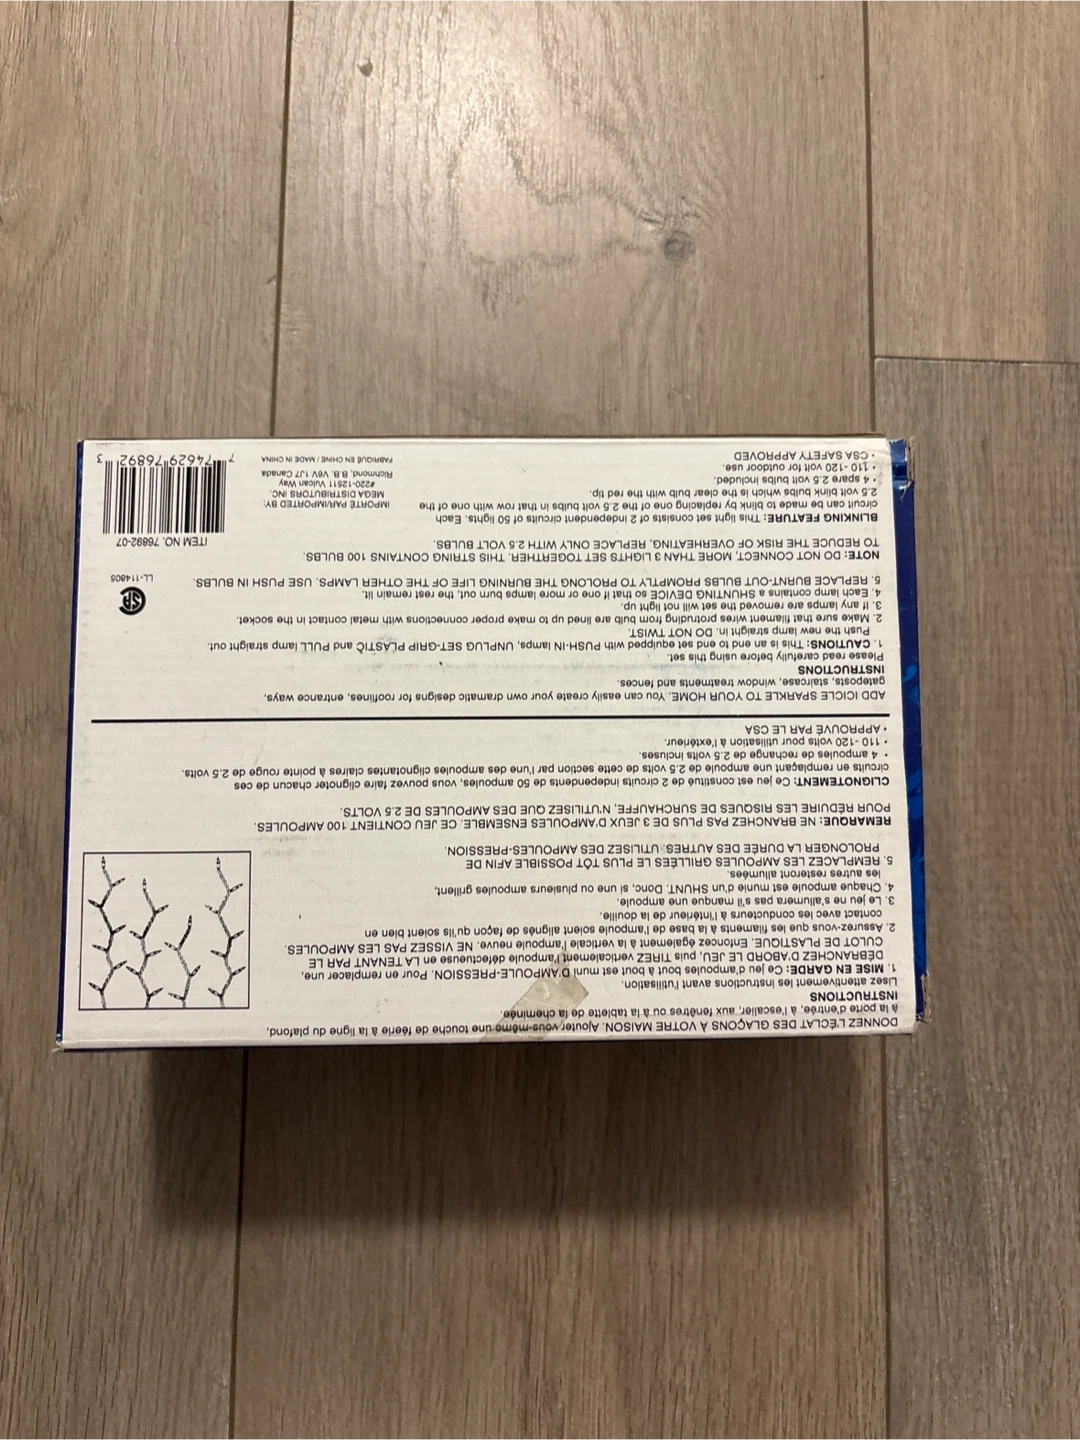 DONNEZ L'ÉCLAT DES GLAÇONS À VOTRE MAISON. Ajouter vous-même une touche de féerie à la ligne du plafond,
à la porte d'entrée, à l'escalier, aux fenêtres ou à la tablette de la cheminée.
INSTRUCTIONS
Lisez attentivement les instructions avant l'utilisation.
1. MISE EN GARDE: Ce jeu d'ampoules bout à bout est muni D'AMPOULE-PRESSION. Pour en remplacer une,
DÉBRANCHEZ D'ABORD LE JEU, puis TIREZ verticalement l'ampoule défectueuse en LA TENANT PAR LE
CULOT DE PLASTIQUE. Enfoncez également à la verticale l'ampoule neuve. NE VISSEZ PAS LES AMPOULES
2. Assurez-vous que les filaments à la base de l'ampoule soient alignés de façon qu'ils soient bien en
contact avec les conducteurs à l'intérieur de la douille.
3. Le jeu ne s'allumera pas s'il manque une ampoule.
4. Chaque ampoule est munie d'un SHUNT. Donc, si une ou plusieurs ampoules grillent,
les autres resteront allumées.
5. REMPLACEZ LES AMPOULES GRILLÉES LE PLUS TÔT POSSIBLE AFIN DE
PROLONGER LA DURÉE DES AUTRES. UTILISEZ DES AMPOULES-PRESSION.
REMARQUE: NE BRANCHEZ PAS PLUS DE 3 JEUX D'AMPOULES ENSEMBLE. CE JEU CONTIENT 100 AMPOULES.
POUR RÉDUIRE LES RISQUES DE SURCHAUFFE, N'UTILISEZ QUE DES AMPOULES DE 2.5 VOLTS.
CLIGNOTEMENT: Ce jeu est constitué de 2 circuits independents de 50 ampoules, vous pouvez faire clignoter chacun de ces
circuits en remplaçant une ampoule de 2.5 volts de cette section par l'une des ampoules clignotantes claires à pointe rouge de 2.5 volts.
• 4 ampoules de rechange de 2.5 volts incluses.
• 110 -120 volts pour utilisation à l'extérieur.
• APPROUVÉ PAR LE CSA
ADD ICICLE SPARKLE TO YOUR HOME. You can easily create your own dramatic designs for rooflines, entrance ways,
gateposts, staircase, window treatments and fences.
INSTRUCTIONS
Please read carefully before using this set.
1. CAUTIONS: This is an end to end set equipped with PUSH-IN lamps, UNPLUG SET-GRIP PLASTIC and PULL lamp straight out.
Push the new lamp straight in. DO NOT TWIST.
2. Make sure that filament wires protruding from bulb are lined up to make proper connections with metal contact in the socket.
3. If any lamps are removed the set will not light up.
4. Each lamp contains a SHUNTING DEVICE so that if one or more lamps burn out, the rest remain lit.
5. REPLACE BURNT-OUT BULBS PROMPTLY TO PROLONG THE BURNING LIFE OF THE OTHER LAMPS. USE PUSH IN BULBS.
LL-114805
NOTE: DO NOT CONNECT, MORE THAN 3 LIGHTS SET TOGERTHER. THIS STRING CONTAINS 100 BULBS
TO REDUCE THE RISK OF OVERHEATING, REPLACE ONLY WITH 2.5 VOLT BULBS.
BLINKING FEATURE: This light set consists of 2 independent circuits of 50 lights. Each
circuit can be made to blink by replacing one of the 2.5 volt bulbs in that row with one of the
2.5 volt blink bulbs which is the clear bulb with the red tip.
• 4 spare 2.5 volt bulbs included.
• 110 -120 volt for outdoor use.
• CSA SAFETY APPROVED
IMPORTÉ PAR/IMPORTED BY:
MEGA DISTRIBUTORS INC.
#220-12511 Vulcan Way
Richmond, B.B. V6V 1J7 Canada
FABRIQUÉ EN CHINE / MADE IN CHINA
ITEM NO. 76892-07
7 74629 76892 3